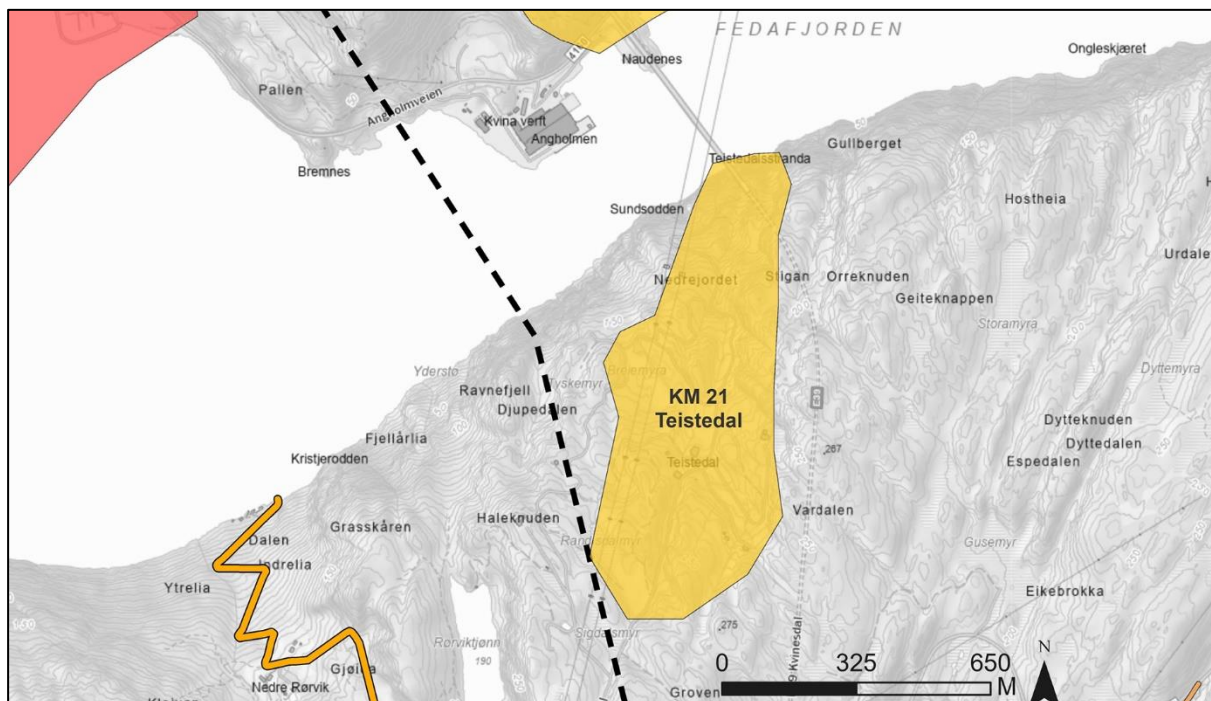 FEDAFJORDEN
Ongleskjæret
Naudenes
Pallen
Angholmveien
Kvina verft
Angholmen
Bremnes
Gullberget
Teistedalsstranda
Hostheia
Sundsodden
Nedrejordet
Stigan
Orreknuden
Geiteknappen
Storamyra
150
Ydersto
Ravnefjell
Tyskemyr
Djupedalen
KM 21
Teistedal
Dyttemyra
Dytteknuden
Dyttedalen
Espedalen
Fjellårlia
Kristjerodden
267
Teistedal
Haleknuden
Vardalen
Grasskåren
Dalen
Indrelia
Ytrelia
Gusemyr
Eikebrokka
Sigdalsmyr
275
Rørviktjønn
190
Nedre Rørvik
Groven
0
325
650
M
N